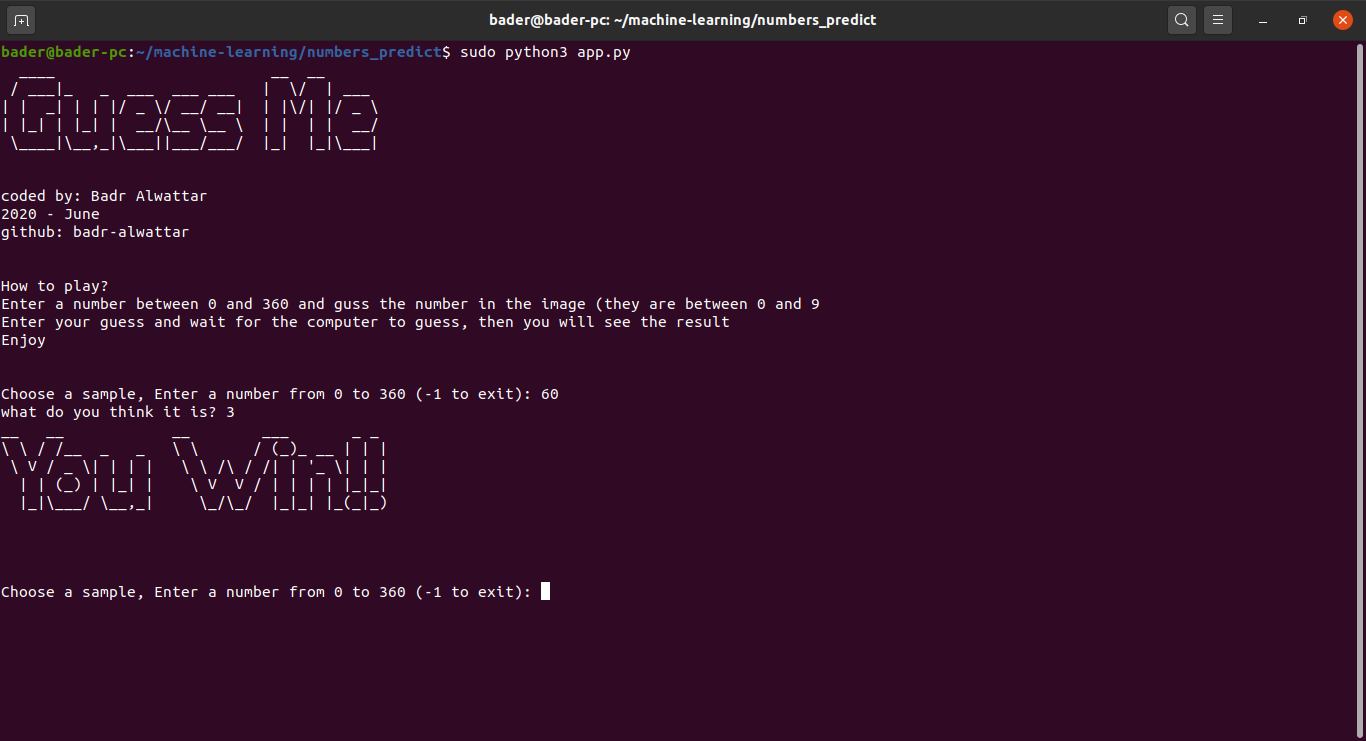 bader@bader-pc: ~/machine-learning/numbers_predict
bader@bader-pc:~/machine-learning/numbers_predict$ sudo python3 app.py
Guess Me
coded by: Badr Alwattar
2020 - June
github: badr-alwattar
How to play?
Enter a number between 0 and 360 and guss the number in the image (they are between 0 and 9
Enter your guess and wait for the computer to guess, then you will see the result
Enjoy
Choose a sample, Enter a number from 0 to 360 (-1 to exit): 60
what do you think it is? 3
You Win!!
Choose a sample, Enter a number from 0 to 360 (-1 to exit):